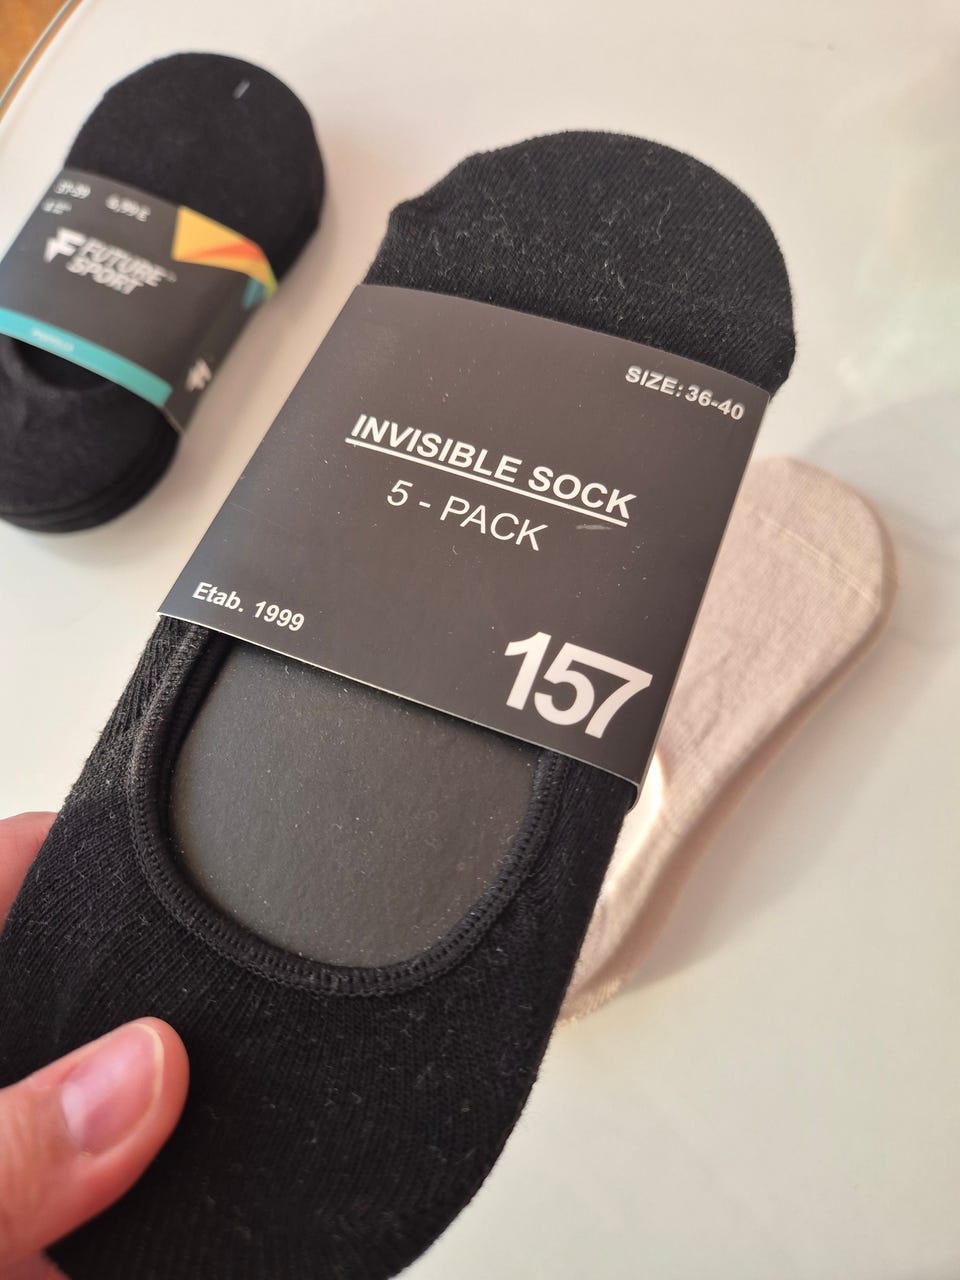 SIZE: 36-40
INVISIBLE SOCK
5 - PACK
Etab. 1999
157
FUTURE
SPORT